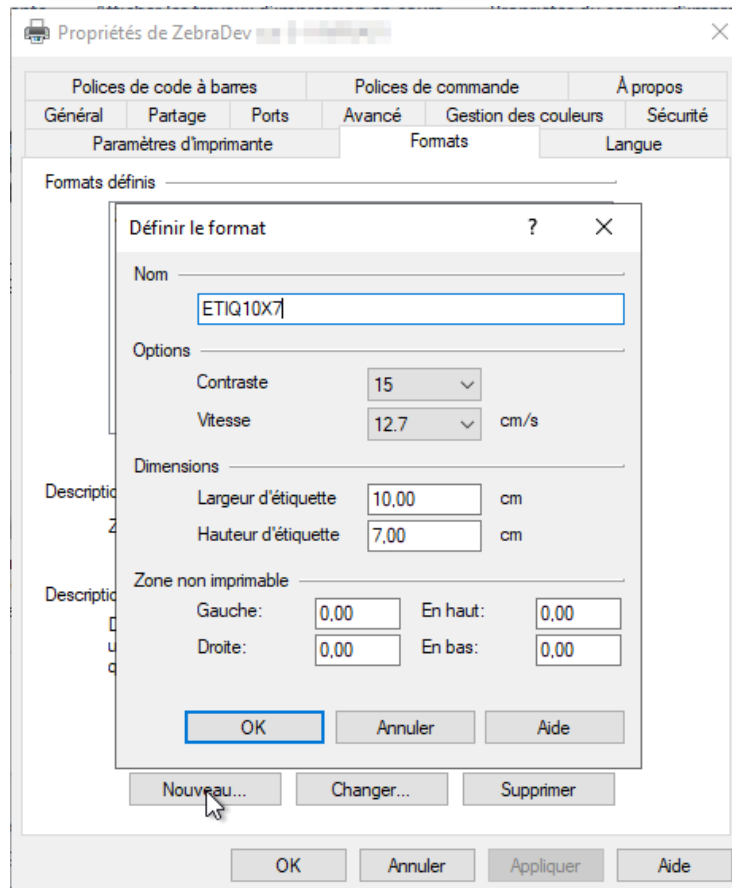 Propriétés de ZebraDev
Polices de code à barres Polices de commande À propos
Général Partage Ports Avancé Gestion des couleurs Sécurité
Paramètres d'imprimante Formats Langue
Formats définis
Définir le format ?
Nom
ETIQ10X7
Options
Contraste 15
Vitesse 12.7 cm/s
Dimensions
Largeur d'étiquette 10,00 cm
Hauteur d'étiquette 7,00 cm
Zone non imprimable
Gauche: 0,00 En haut: 0,00
Droite: 0,00 En bas: 0,00
OK Annuler Aide
Nouveau... Changer... Supprimer
OK Annuler Appliquer Aide